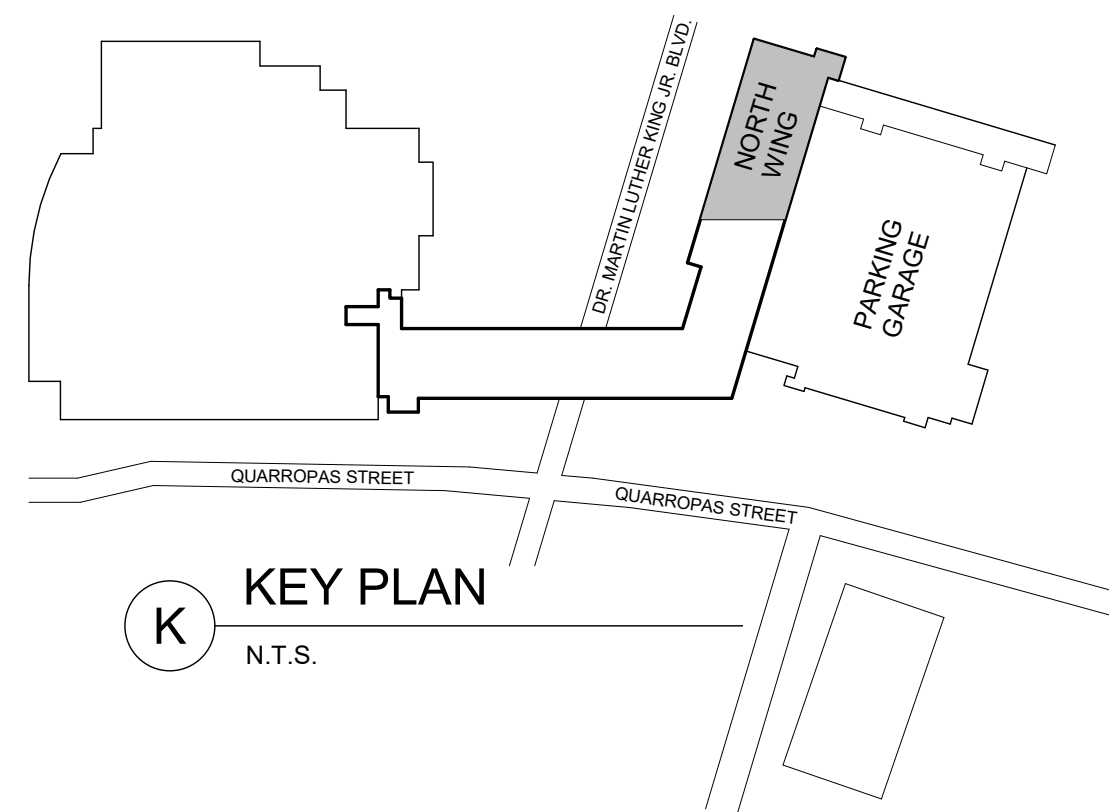 DR. MARTIN LUTHER KING JR. BLVD.
NORTH
WING
PARKING
GARAGE
QUARROPAS STREET
QUARROPAS STREET
K
KEY PLAN
N.T.S.